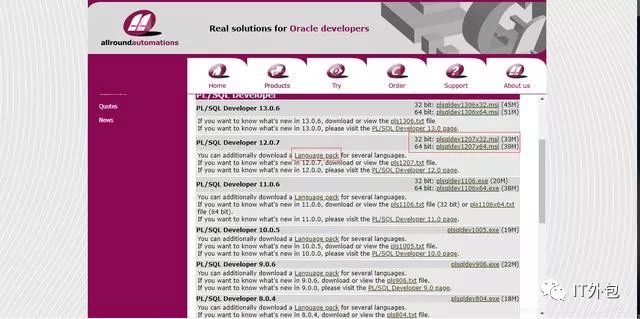 allroundautomations
Real solutions for Oracle developers
Home
Products
Try
Order
Support
About us
Quotes
News
PL/SQL Developer
PL/SQL Developer 13.0.6
32 bit: plsqldev1306x32.msi (45M)
64 bit: plsqldev1306x64.msi (51M)
If you want to know what's new in 13.0.6, download or view the pls1306.txt file.
If you want to know what's new in 13.0.0, please visit the PL/SQL Developer 13.0 page.
PL/SQL Developer 12.0.7
32 bit: plsqldev1207x32.msi (33M)
64 bit: plsqldev1207x64.msi (39M)
You can additionally download a Language pack for several languages.
If you want to know what's new in 12.0.7, download or view the pls1207.txt file.
If you want to know what's new in 12.0.0, please visit the PL/SQL Developer 12.0 page.
PL/SQL Developer 11.0.6
32 bit: plsqldev1106.exe (20M)
64 bit: plsqldev1106x64.exe (38M)
You can additionally download a Language pack for several languages.
If you want to know what's new in 11.0.6, download or view the pls1106.txt file (32 bit) or pls1106x64.txt
file (64 bit).
If you want to know what's new in 11.0.0, please visit the PL/SQL Developer 11.0 page.
PL/SQL Developer 10.0.5
plsqldev1005.exe (19M)
You can additionally download a Language pack for several languages.
If you want to know what's new in 10.0.5, download or view the pls1005.txt file.
If you want to know what's new in 10.0.0, please visit the PL/SQL Developer 10.0 page.
PL/SQL Developer 9.0.6
plsqldev906.exe (22M)
You can additionally download a Language pack for several languages.
If you want to know what's new in 9.0.6, download or view the pls906.txt file.
If you want to know what's new in 9.0.0, please visit the PL/SQL Developer 9.0 page.
PL/SQL Developer 8.0.4
plsqldev804.exe (18M)
You can additionally download a Language pack for several languages.
If you want to know what's new in 8.0.4, download or view the pls804.txt file.
IT外包